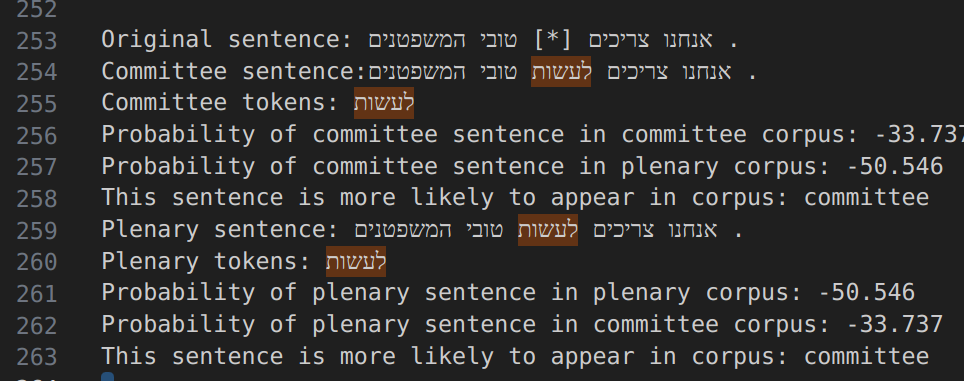 252
253 Original sentence: אנחנו צריכים [*] טובי המשפטנים .
254 Committee sentence:אנחנו צריכים לעשות טובי המשפטנים .
255 Committee tokens: לעשות
256 Probability of committee sentence in committee corpus: -33.737
257 Probability of committee sentence in plenary corpus: -50.546
258 This sentence is more likely to appear in corpus: committee
259 Plenary sentence: אנחנו צריכים לעשות טובי המשפטנים .
260 Plenary tokens: לעשות
261 Probability of plenary sentence in plenary corpus: -50.546
262 Probability of plenary sentence in committee corpus: -33.737
263 This sentence is more likely to appear in corpus: committee